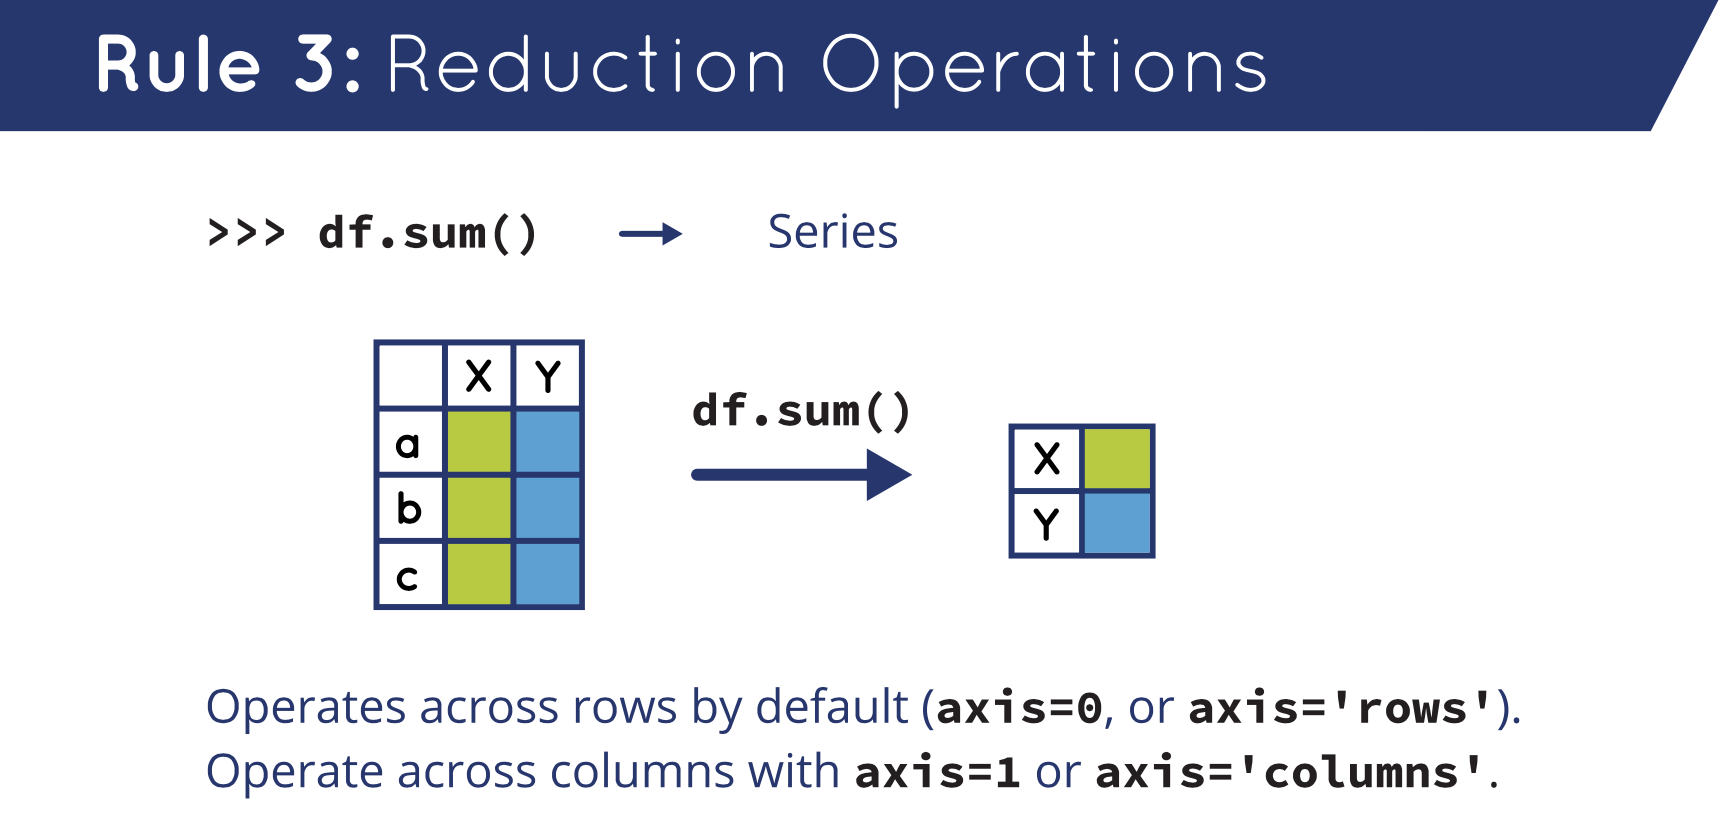 Rule 3: Reduction Operations
>>> df.sum() → Series
X Y
a
b
c
df.sum()
X
Y
Operates across rows by default (axis=0, or axis='rows').
Operate across columns with axis=1 or axis='columns'.